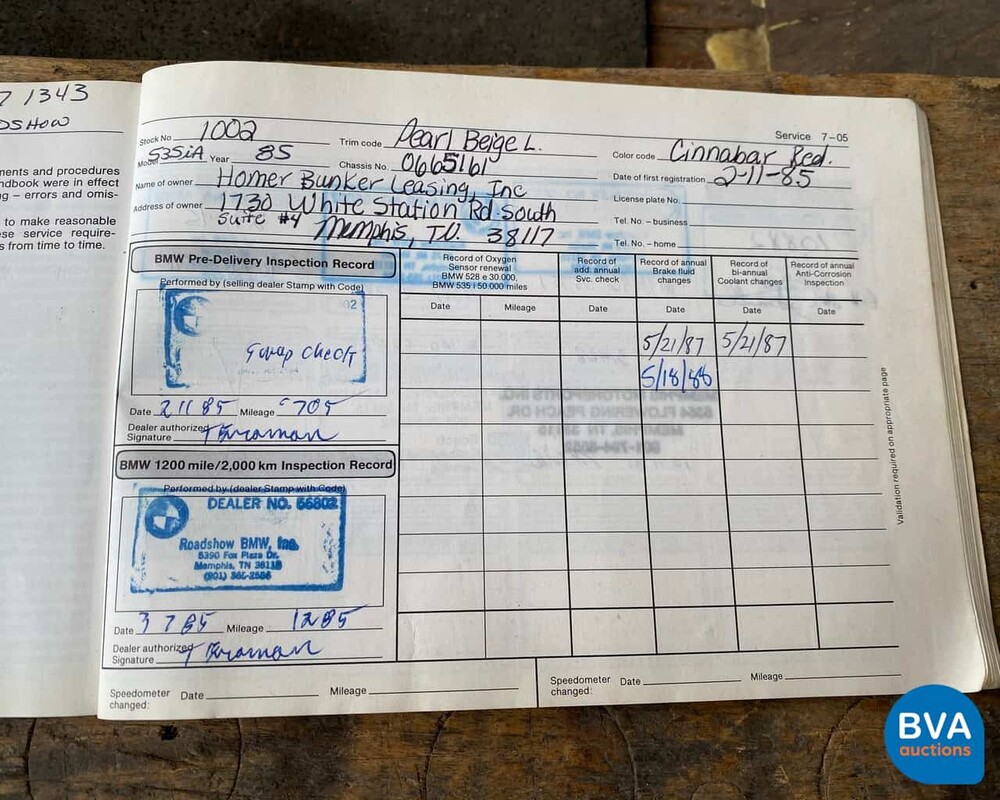 7 1343
DSHOW
ments and procedures
ndbook were in effect
ng – errors and omis-
to make reasonable
ese service require-
s from time to time.
Service 7–05
Stock No 1002 Trim code Pearl Beige L. Color code Cinnabar Red.
Model 535iA Year 85 Chassis No. 0665161 Date of first registration 2-11-85
Name of owner Homer Bunker Leasing, Inc License plate No.
Address of owner 1730 White Station Rd. South Tel. No. – business
Suite #4 Memphis, T.N. 38117 Tel. No. – home
BMW Pre-Delivery Inspection Record
Performed by (selling dealer Stamp with Code)
02
Date 2 11 85 Mileage 705
Dealer authorized
Signature
BMW 1200 mile/2,000 km Inspection Record
Performed by (dealer Stamp with Code)
DEALER NO. 66802
Roadshow BMW, Inc.
5390 Fox Plaza Dr.
Memphis, TN 38115
(901) 365-2586
Date 3 7 85 Mileage 1285
Dealer authorized
Signature
Record of Oxygen
Sensor renewal
BMW 528 e 30.000,
BMW 535 i 50 000 miles
Record of
add. annual
Svc. check
Record of annual
Brake fluid
changes
Record of
bi-annual
Coolant changes
Record of annual
Anti-Corrosion
Inspection
Date Mileage Date Date Date Date
5/21/87 5/21/87
5/18/88
Validation required on appropriate page
Speedometer
changed: Date Mileage
Speedometer
changed: Date Mileage
BVA
auctions